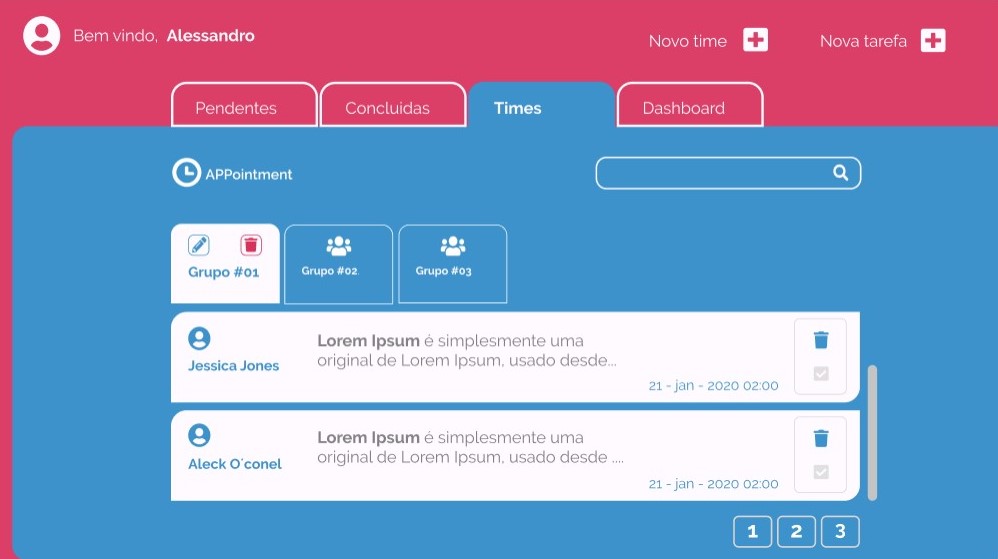 Bem vindo, Alessandro
Novo time
Nova tarefa
Pendentes
Concluidas
Times
Dashboard
APPointment
Grupo #01
Grupo #02.
Grupo #03
Jessica Jones
Lorem Ipsum é simplesmente uma
original de Lorem Ipsum, usado desde...
21 - jan - 2020 02:00
Aleck O´conel
Lorem Ipsum é simplesmente uma
original de Lorem Ipsum, usado desde ....
21 - jan - 2020 02:00
1 2 3